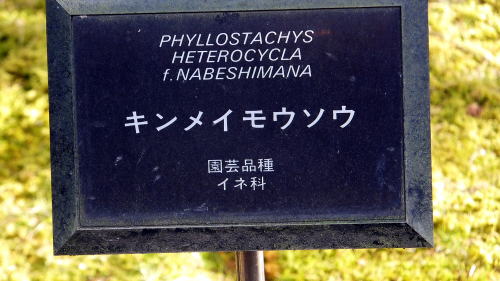 PHYLLOSTACHYS
HETEROCYCLA
f. NABESHIMANA
キンメイモウソウ
園芸品種
イネ科